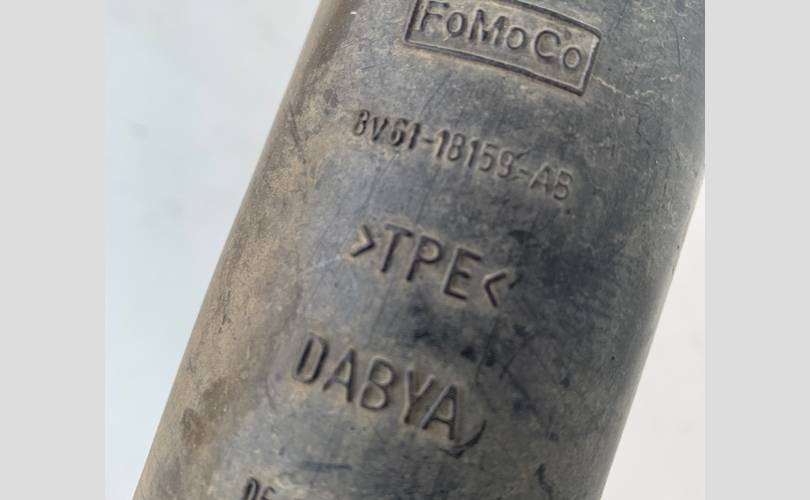 FoMoCo
8V61-18159-AB
>TPE<
DABYA